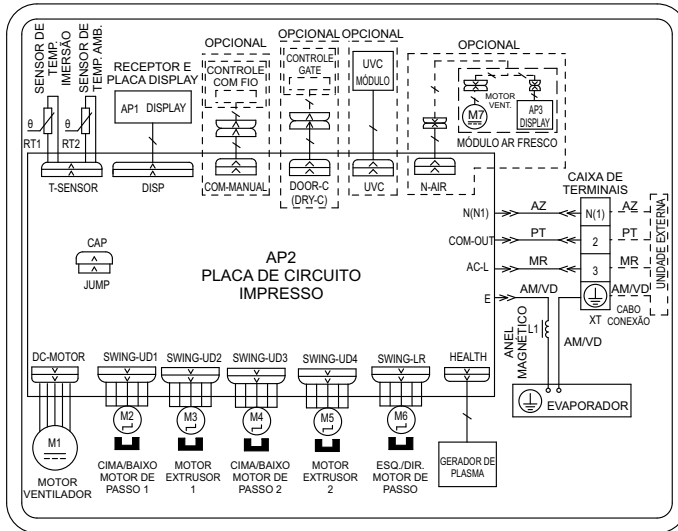 SENSOR DE
TEMP.
IMERSÃO
SENSOR DE
TEMP. AMB.
θ
RT1
θ
RT2
T-SENSOR
RECEPTOR E
PLACA DISPLAY
AP1 DISPLAY
DISP
OPCIONAL
CONTROLE
COM FIO
COM-MANUAL
OPCIONAL
CONTROLE
GATE
DOOR-C
(DRY-C)
OPCIONAL
UVC
MÓDULO
UVC
OPCIONAL
MOTOR
VENT.
M7
AP3
DISPLAY
MÓDULO AR FRESCO
N-AIR
CAIXA DE
TERMINAIS
N(N1)
AZ
N(1)
AZ
COM-OUT
PT
2
PT
AC-L
MR
3
MR
E
AM/VD
AM/VD
XT
CABO
CONEXÃO
UNIDADE EXTERNA
CAP
JUMP
AP2
PLACA DE CIRCUITO
IMPRESSO
ANEL
MAGNÉTICO
L1
AM/VD
EVAPORADOR
DC-MOTOR
SWING-UD1
SWING-UD2
SWING-UD3
SWING-UD4
SWING-LR
HEALTH
M1
MOTOR
VENTILADOR
M2
CIMA/BAIXO
MOTOR DE
PASSO 1
M3
MOTOR
EXTRUSOR
1
M4
CIMA/BAIXO
MOTOR DE
PASSO 2
M5
MOTOR
EXTRUSOR
2
M6
ESQ./DIR.
MOTOR DE
PASSO
GERADOR DE
PLASMA